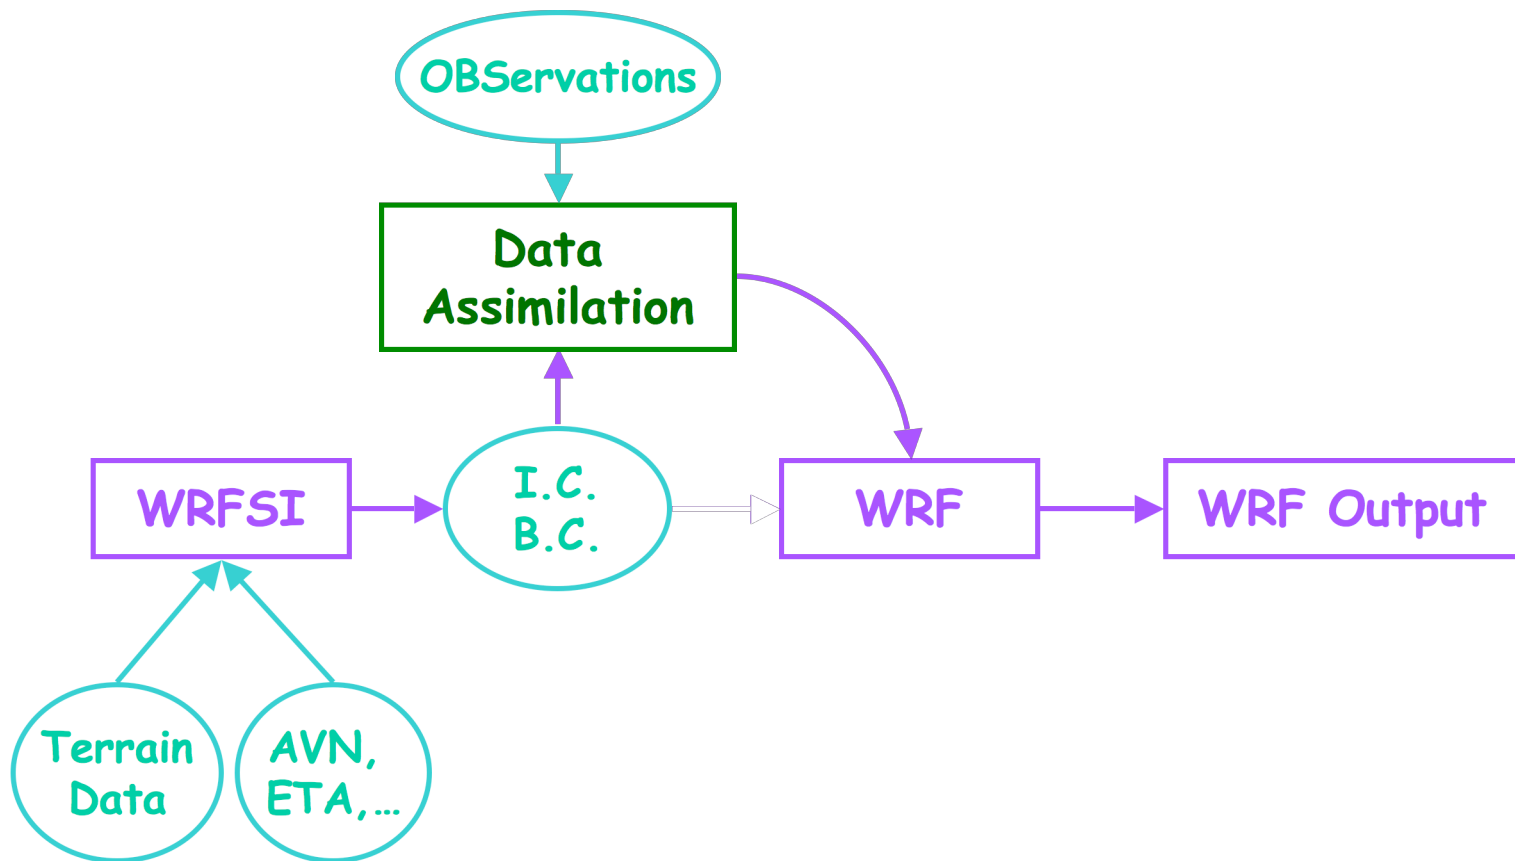 OBServations
Data
Assimilation
WRFSI
I.C.
B.C.
WRF
WRF Output
Terrain
Data
AVN,
ETA,...